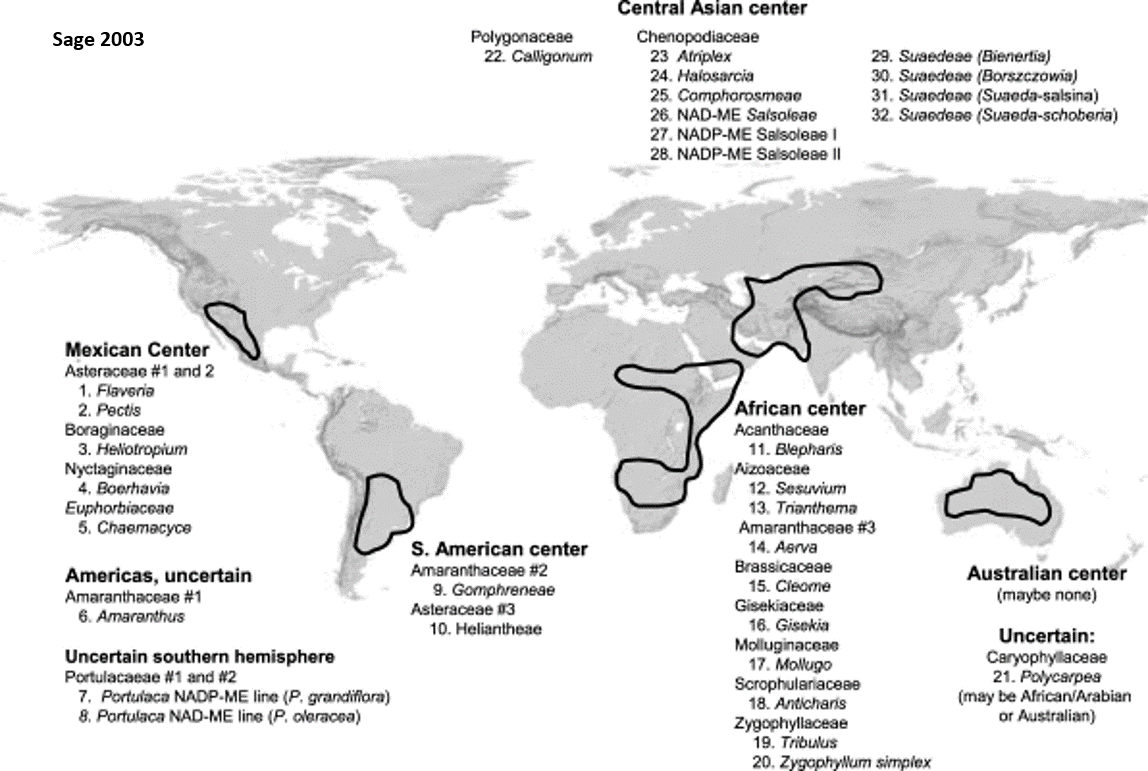 Central Asian center
Sage 2003
Polygonaceae
22. Calligonum
Chenopodiaceae
23 Atriplex
24. Halosarcia
25. Comphorosmeae
26. NAD-ME Salsoleae
27. NADP-ME Salsoleae I
28. NADP-ME Salsoleae II
29. Suaedeae (Bienertia)
30. Suaedeae (Borszczowia)
31. Suaedeae (Suaeda-salsina)
32. Suaedeae (Suaeda-schoberia)
Mexican Center
Asteraceae #1 and 2
1. Flaveria
2. Pectis
Boraginaceae
3. Heliotropium
Nyctaginaceae
4. Boerhavia
Euphorbiaceae
5. Chaemacyce
Americas, uncertain
Amaranthaceae #1
6. Amaranthus
Uncertain southern hemisphere
Portulacaeae #1 and #2
7. Portulaca NADP-ME line (P. grandiflora)
8. Portulaca NAD-ME line (P. oleracea)
S. American center
Amaranthaceae #2
9. Gomphreneae
Asteraceae #3
10. Heliantheae
African center
Acanthaceae
11. Blepharis
Aizoaceae
12. Sesuvium
13. Trianthema
Amaranthaceae #3
14. Aerva
Brassicaceae
15. Cleome
Gisekiaceae
16. Gisekia
Molluginaceae
17. Mollugo
Scrophulariaceae
18. Anticharis
Zygophyllaceae
19. Tribulus
20. Zygophyllum simplex
Australian center
(maybe none)
Uncertain:
Caryophyllaceae
21. Polycarpea
(may be African/Arabian
or Australian)